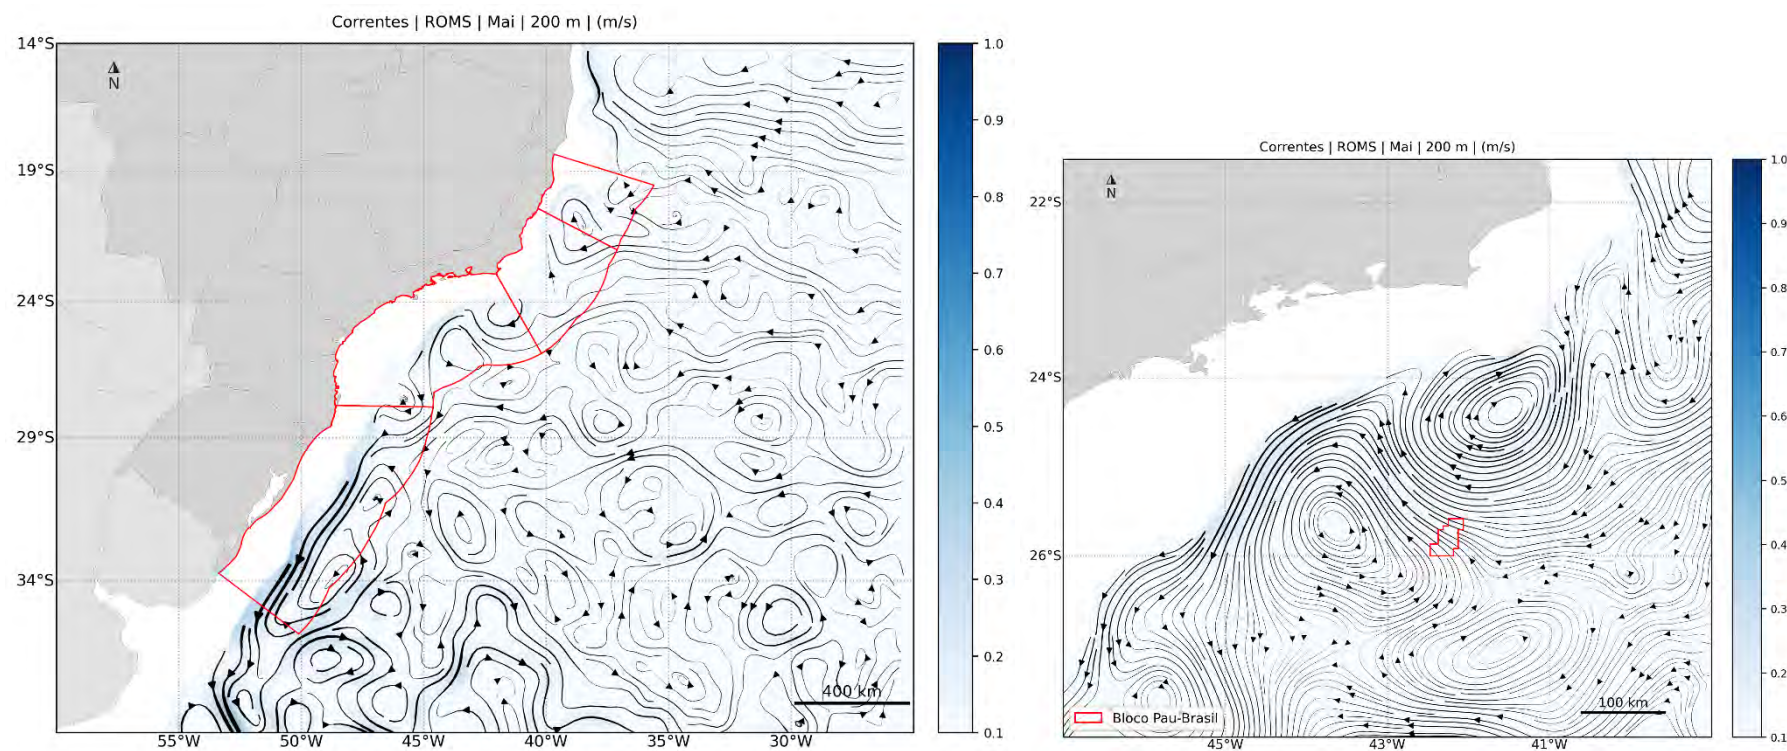 Correntes | ROMS | Mai | 200 m | (m/s)
14°S
19°S
24°S
29°S
34°S
N
400 km
55°W 50°W 45°W 40°W 35°W 30°W
1.0
0.9
0.8
0.7
0.6
0.5
0.4
0.3
0.2
0.1
Correntes | ROMS | Mai | 200 m | (m/s)
22°S
24°S
26°S
N
Bloco Pau-Brasil
100 km
45°W 43°W 41°W
1.0
0.9
0.8
0.7
0.6
0.5
0.4
0.3
0.2
0.1